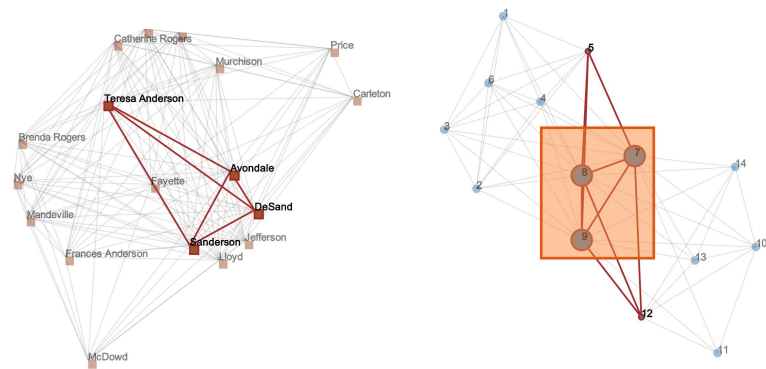 Catherine Rogers
Price
Murchison
Carleton
Teresa Anderson
Brenda Rogers
Avondale
Nye
Fayette
DeSand
Mandeville
Sanderson
Jefferson
Frances Anderson
Lloyd
McDowd
1
5
6
4
3
7
14
8
2
9
10
13
12
11